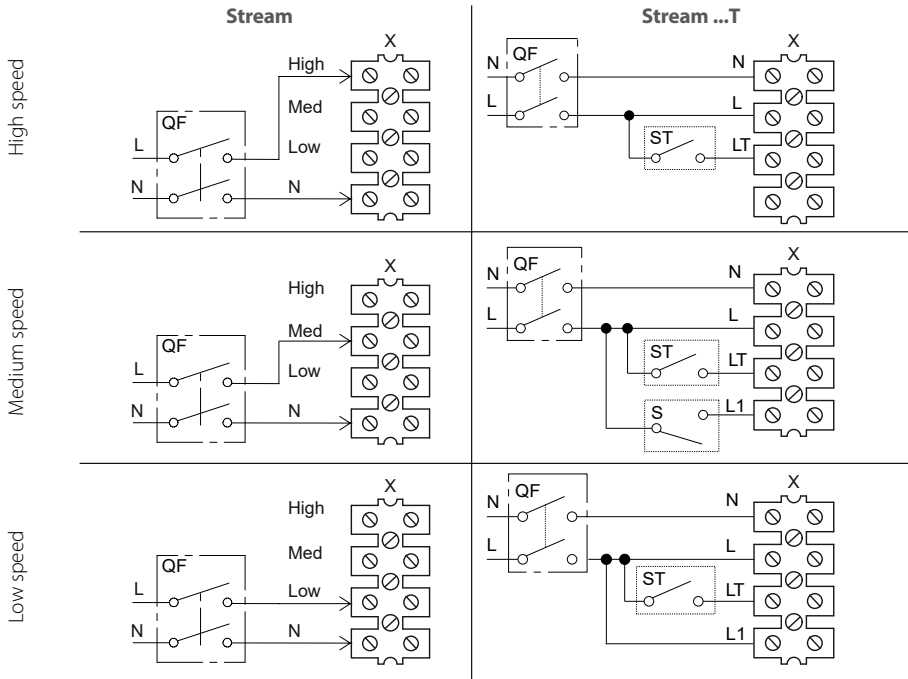 Stream
Stream ...T
High speed
X
High
Med
Low
N
QF
L
N
X
QF
N
L
N
L
ST
LT
Medium speed
X
High
Med
Low
N
QF
L
N
X
QF
N
L
N
L
ST
LT
S
L1
Low speed
X
High
Med
Low
N
QF
L
N
X
QF
N
L
N
L
ST
LT
L1